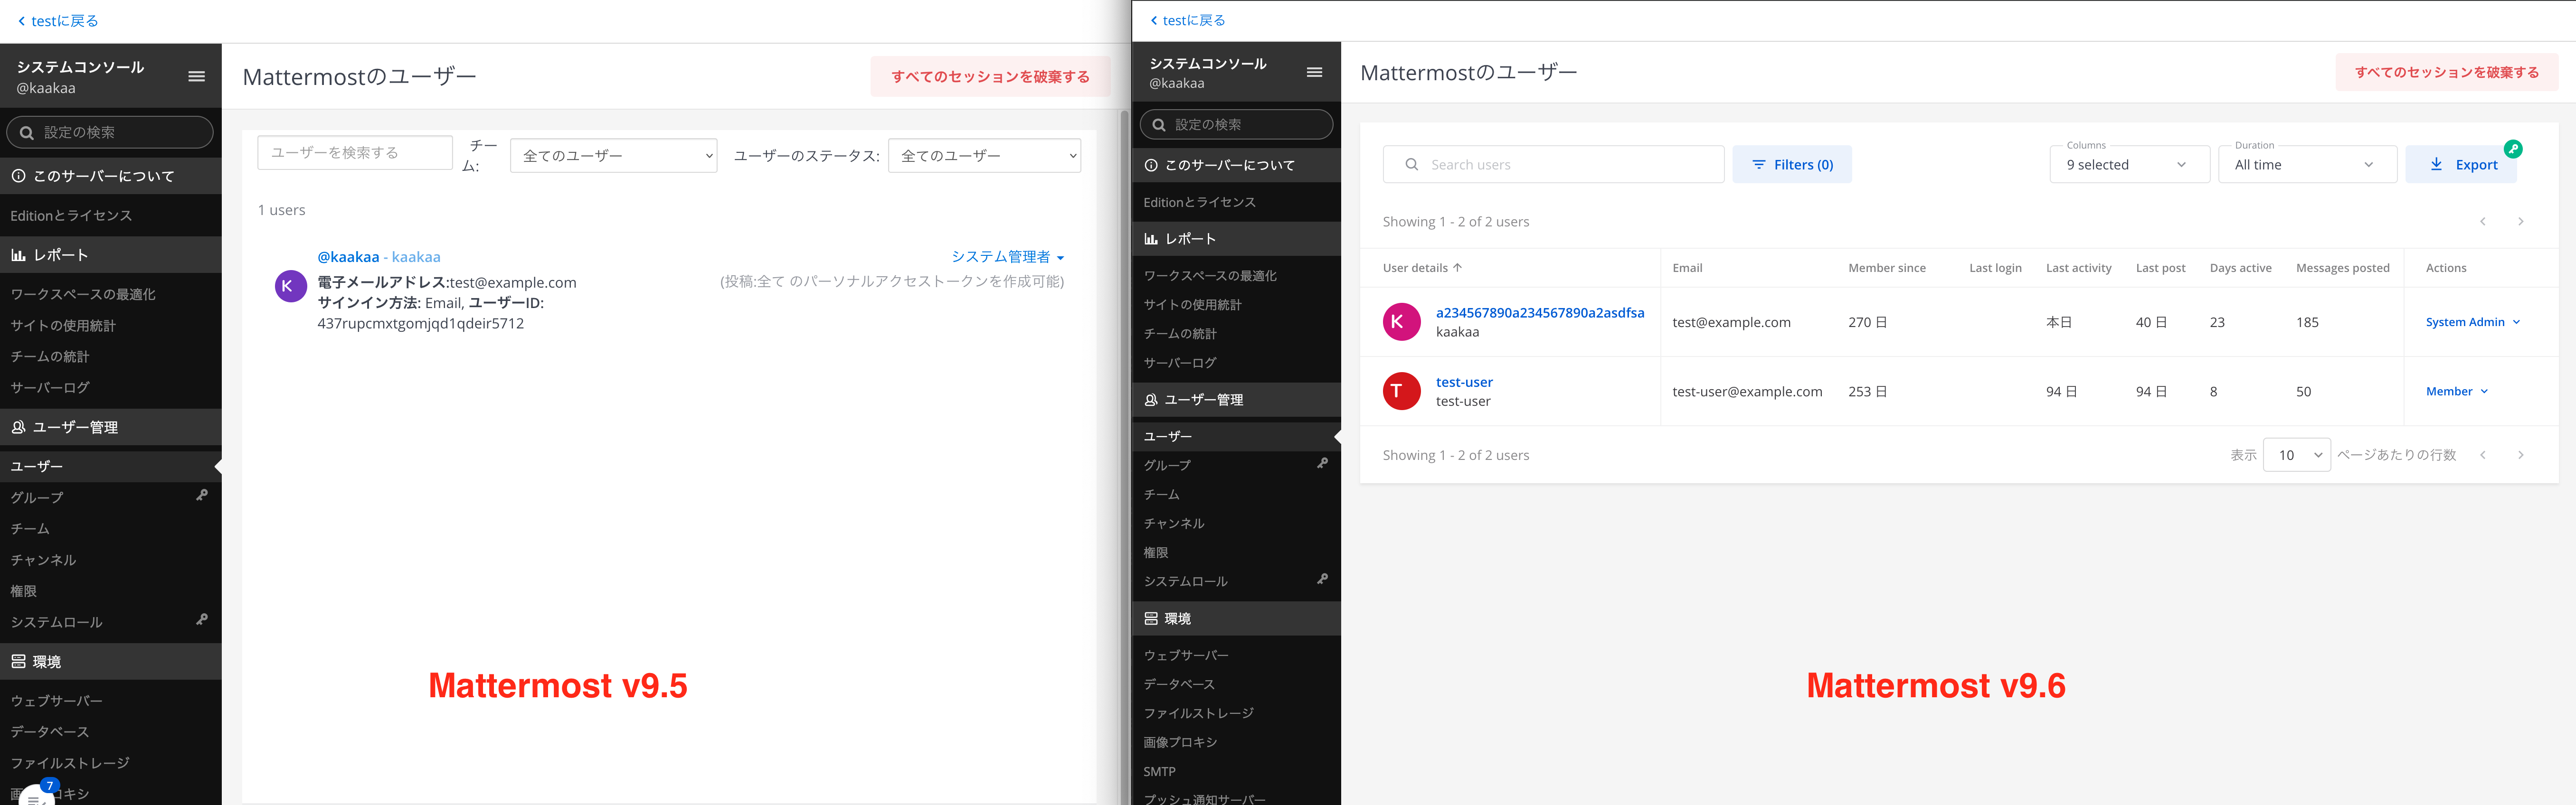 testに戻る
システムコンソール
@kaakaa
設定の検索
このサーバーについて
Editionとライセンス
レポート
ワークスペースの最適化
サイトの使用統計
チームの統計
サーバーログ
ユーザー管理
ユーザー
グループ
チーム
チャンネル
権限
システムロール
環境
ウェブサーバー
データベース
ファイルストレージ
7
Mattermostのユーザー
すべてのセッションを破棄する
ユーザーを検索する
チー
ム:
全てのユーザー
ユーザーのステータス:
全てのユーザー
1 users
K
@kaakaa - kaakaa
システム管理者
電子メールアドレス:test@example.com
(投稿:全て のパーソナルアクセストークンを作成可能)
サインイン方法: Email, ユーザーID:
437rupcmxtgomjqd1qdeir5712
Mattermost v9.5
testに戻る
システムコンソール
@kaakaa
設定の検索
このサーバーについて
Editionとライセンス
レポート
ワークスペースの最適化
サイトの使用統計
チームの統計
サーバーログ
ユーザー管理
ユーザー
グループ
チーム
チャンネル
権限
システムロール
環境
ウェブサーバー
データベース
ファイルストレージ
画像プロキシ
SMTP
プッシュ通知サーバー
Mattermostのユーザー
すべてのセッションを破棄する
Search users
Filters (0)
Columns
9 selected
Duration
All time
Export
Showing 1 - 2 of 2 users
User details Email Member since Last login Last activity Last post Days active Messages posted Actions
K
a234567890a234567890a2asdfsa
kaakaa
test@example.com 270 日 本日 40 日 23 185 System Admin
T
test-user
test-user
test-user@example.com 253 日 94 日 94 日 8 50 Member
Showing 1 - 2 of 2 users
表示 10 ページあたりの行数
Mattermost v9.6